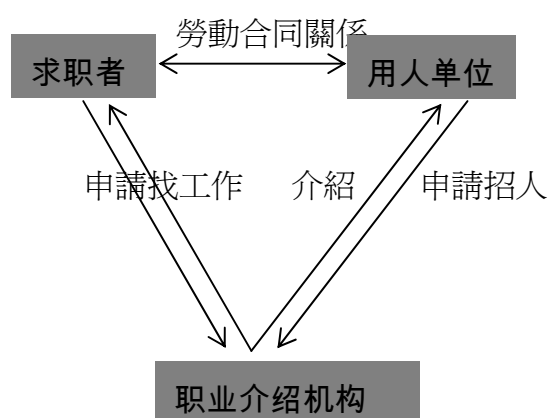 勞動合同關係
求职者
用人单位
申請找工作
介紹
申請招人
职业介绍机构